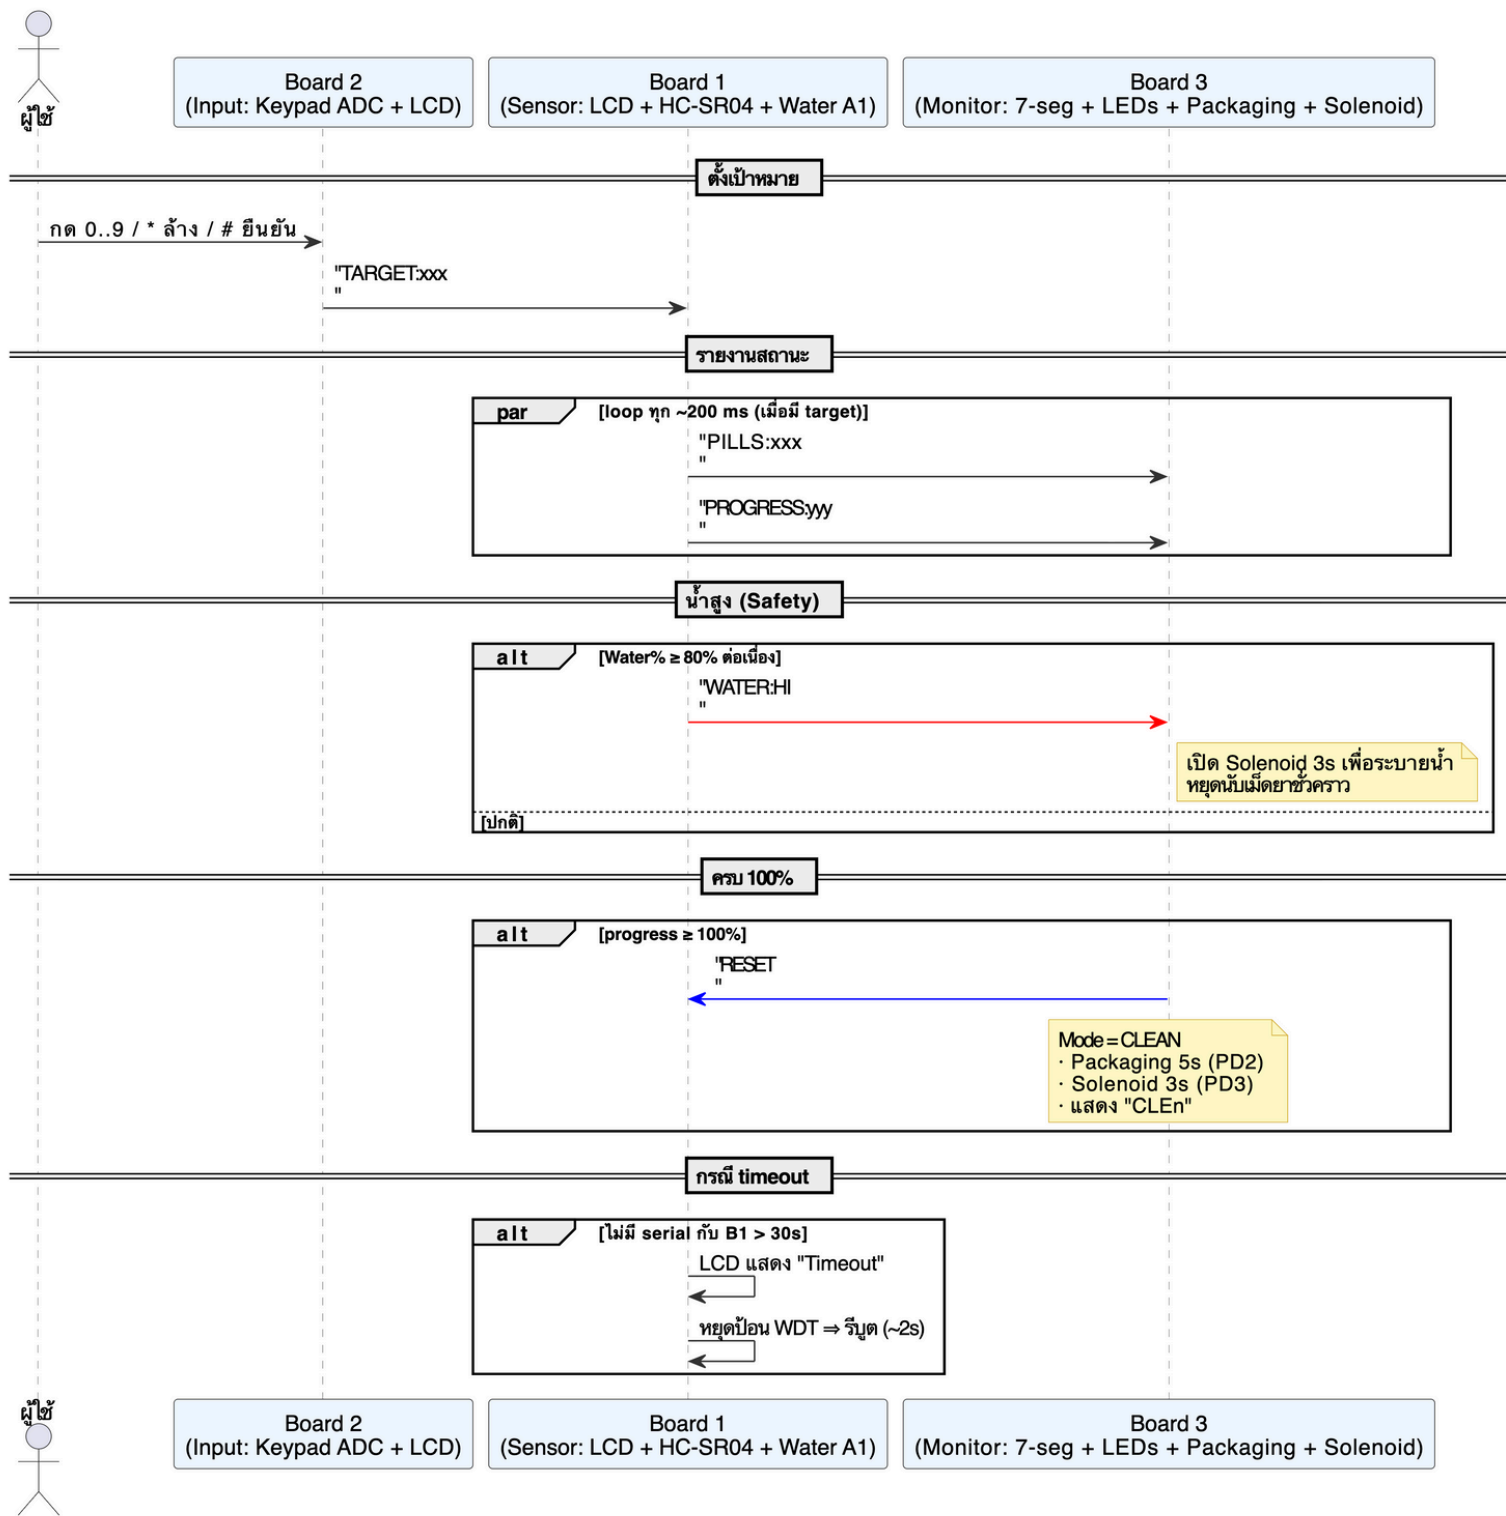 ผู้ใช้
Board 2
(Input: Keypad ADC + LCD)
Board 1
(Sensor: LCD + HC-SR04 + Water A1)
Board 3
(Monitor: 7-seg + LEDs + Packaging + Solenoid)
ตั้งเป้าหมาย
กด 0..9 / * ล้าง / # ยืนยัน
"TARGET:xxx
"
รายงานสถานะ
par
[loop ทุก ~200 ms (เมื่อมี target)]
"PILLS:xxx
"
"PROGRESS:yyy
"
น้ำสูง (Safety)
alt
[Water% ≥ 80% ต่อเนื่อง]
"WATER:HI
"
เปิด Solenoid 3s เพื่อระบายน้ำ
หยุดนับเม็ดยาชั่วคราว
[ปกติ]
ครบ 100%
alt
[progress ≥ 100%]
"RESET
"
Mode = CLEAN
· Packaging 5s (PD2)
· Solenoid 3s (PD3)
· แสดง "CLEn"
กรณี timeout
alt
[ไม่มี serial กับ B1 > 30s]
LCD แสดง "Timeout"
หยุดป้อน WDT ⇒ รีบูต (~2s)
ผู้ใช้
Board 2
(Input: Keypad ADC + LCD)
Board 1
(Sensor: LCD + HC-SR04 + Water A1)
Board 3
(Monitor: 7-seg + LEDs + Packaging + Solenoid)